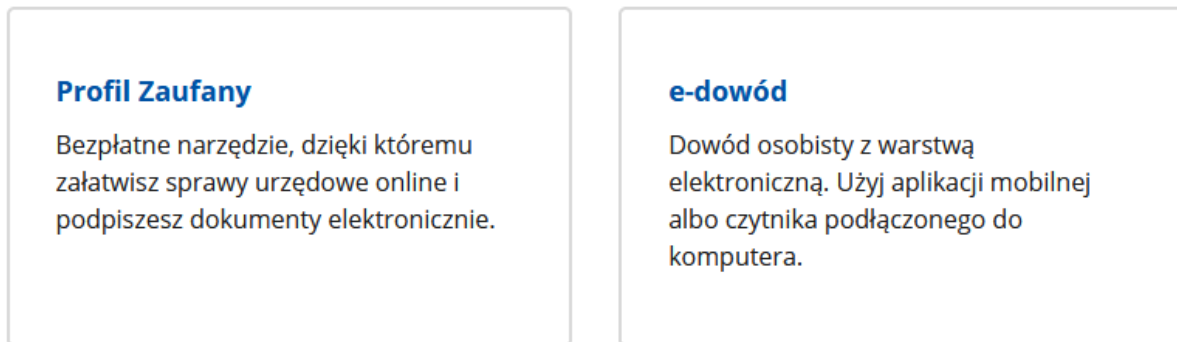 Profil Zaufany
Bezpłatne narzędzie, dzięki któremu
załatwisz sprawy urzędowe online i
podpiszesz dokumenty elektronicznie.
e-dowód
Dowód osobisty z warstwą
elektroniczną. Użyj aplikacji mobilnej
albo czytnika podłączonego do
komputera.